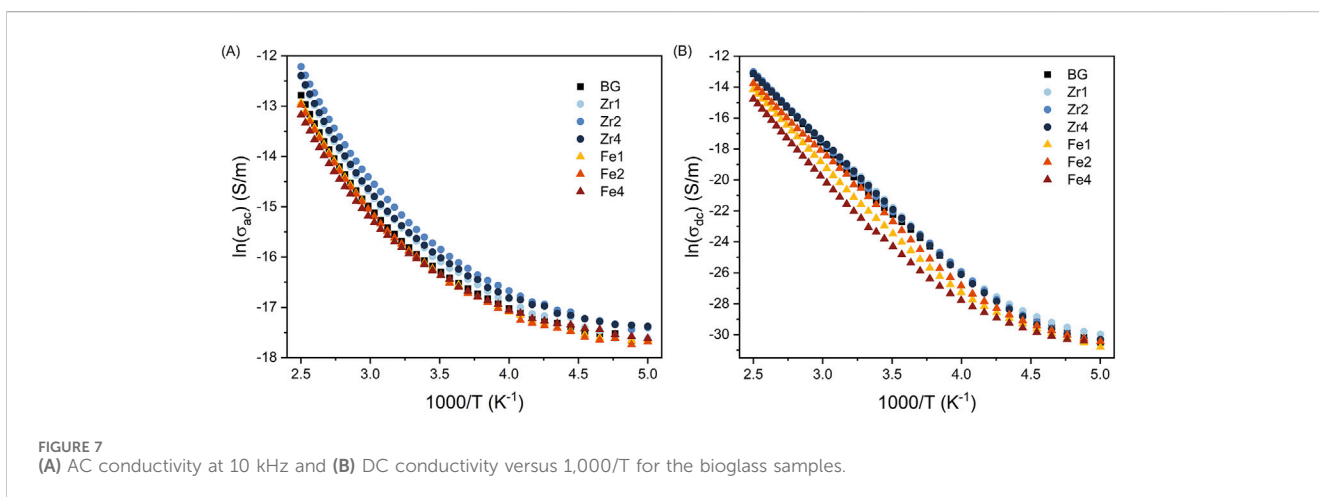 (A)
-12
-13
-14
-15
-16
-17
-18
ln(σac) (S/m)
2.5 3.0 3.5 4.0 4.5 5.0
1000/T (K⁻¹)
BG
Zr1
Zr2
Zr4
Fe1
Fe2
Fe4
(B)
-12
-14
-16
-18
-20
-22
-24
-26
-28
-30
ln(σdc) (S/m)
2.5 3.0 3.5 4.0 4.5 5.0
1000/T (K⁻¹)
BG
Zr1
Zr2
Zr4
Fe1
Fe2
Fe4
FIGURE 7
(A) AC conductivity at 10 kHz and (B) DC conductivity versus 1,000/T for the bioglass samples.